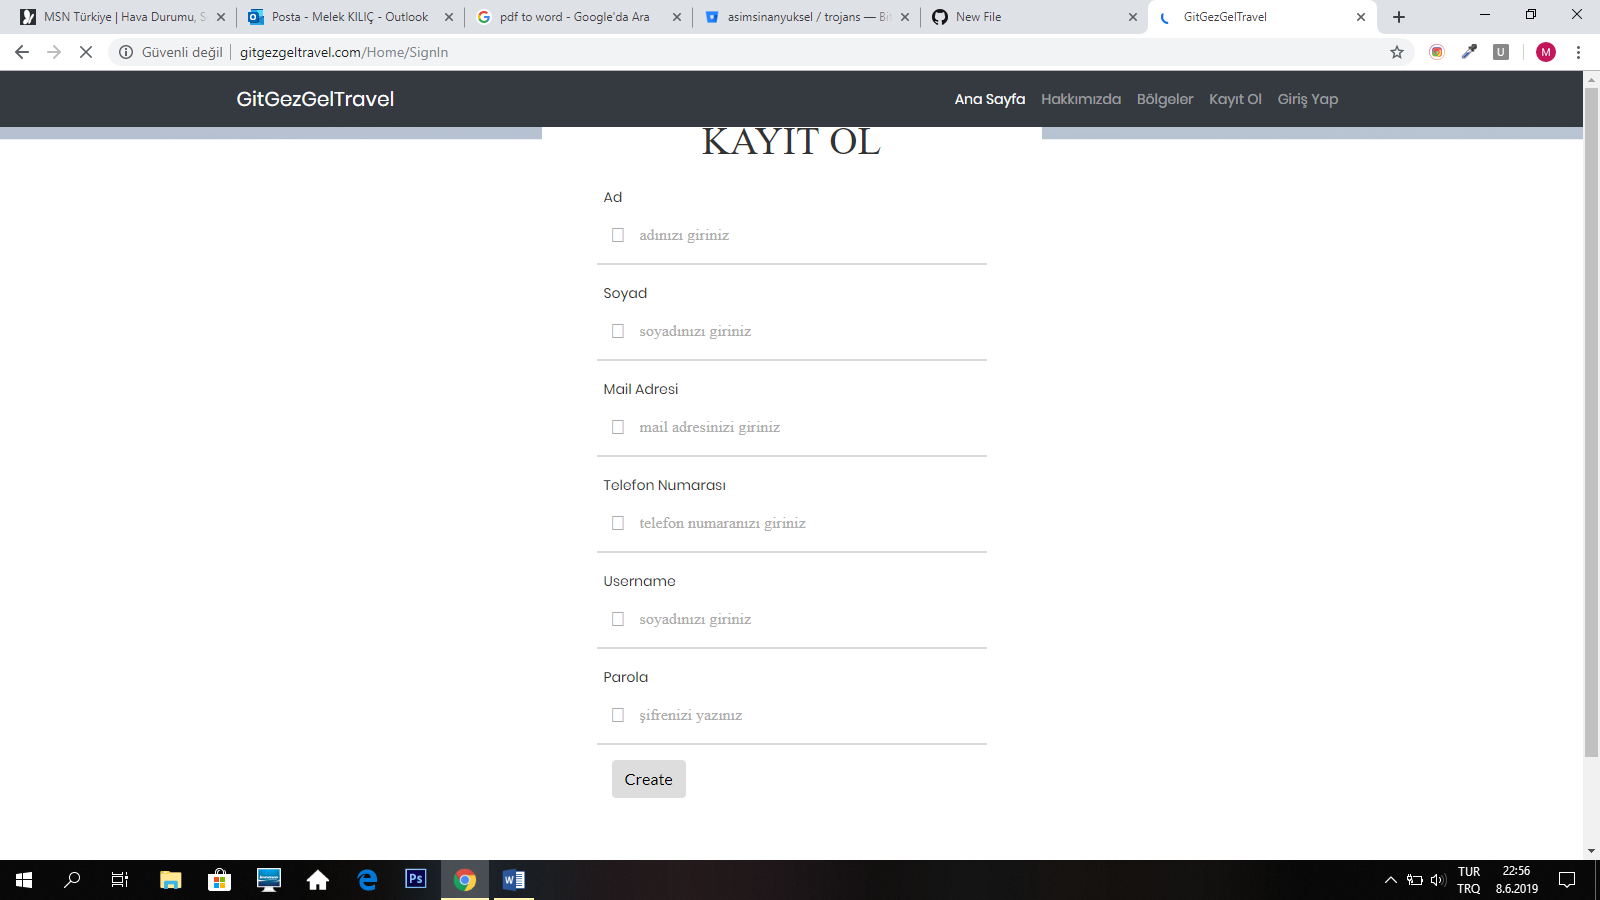 MSN Türkiye | Hava Durumu, S
Posta - Melek KILIÇ - Outlook
pdf to word - Google'da Ara
asimsinanyuksel / trojans — Bit
New File
GitGezGelTravel
Güvenli değil
gitgezgeltravel.com/Home/SignIn
U
M
GitGezGelTravel
Ana Sayfa
Hakkımızda
Bölgeler
Kayıt Ol
Giriş Yap
KAYIT OL
Ad
adınızı giriniz
Soyad
soyadınızı giriniz
Mail Adresi
mail adresinizi giriniz
Telefon Numarası
telefon numaranızı giriniz
Username
soyadınızı giriniz
Parola
şifrenizi yazınız
Create
Ps
W
TUR
TRQ
22:56
8.6.2019